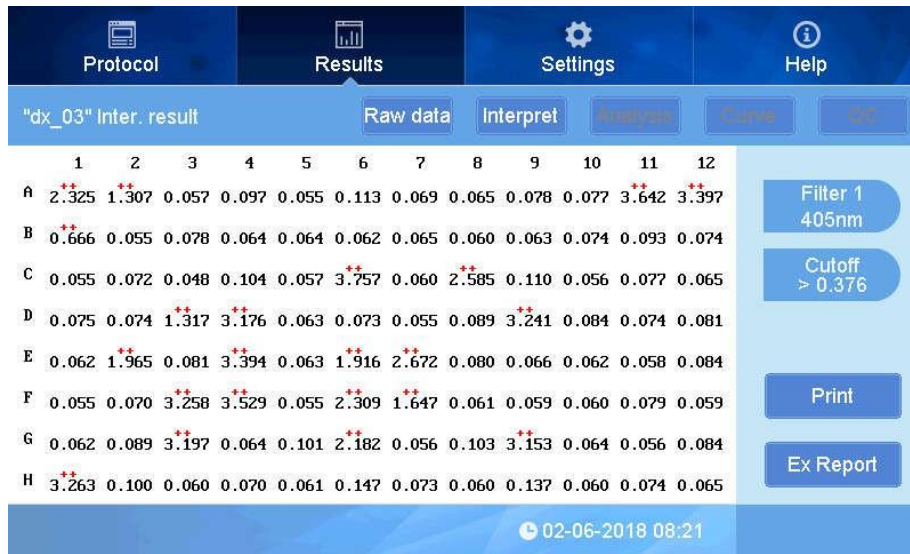 Protocol Results Settings Help
"dx_03" Inter. result Raw data Interpret Analysis Curve QC
1 2 3 4 5 6 7 8 9 10 11 12
++ ++ ++ ++
A 2.325 1.307 0.057 0.097 0.055 0.113 0.069 0.065 0.078 0.077 3.642 3.397
Filter 1
405nm
++
B 0.666 0.055 0.078 0.064 0.064 0.062 0.065 0.060 0.063 0.074 0.093 0.074
++ ++
C 0.055 0.072 0.048 0.104 0.057 3.757 0.060 2.585 0.110 0.056 0.077 0.065
Cutoff
> 0.376
++ ++ ++
D 0.075 0.074 1.317 3.176 0.063 0.073 0.055 0.089 3.241 0.084 0.074 0.081
++ ++ ++ ++
E 0.062 1.965 0.081 3.394 0.063 1.916 2.672 0.080 0.066 0.062 0.058 0.084
++ ++ ++ ++
F 0.055 0.070 3.258 3.529 0.055 2.309 1.647 0.061 0.059 0.060 0.079 0.059
Print
++ ++ ++
G 0.062 0.089 3.197 0.064 0.101 2.182 0.056 0.103 3.153 0.064 0.056 0.084
++
H 3.263 0.100 0.060 0.070 0.061 0.147 0.073 0.060 0.137 0.060 0.074 0.065
Ex Report
02-06-2018 08:21